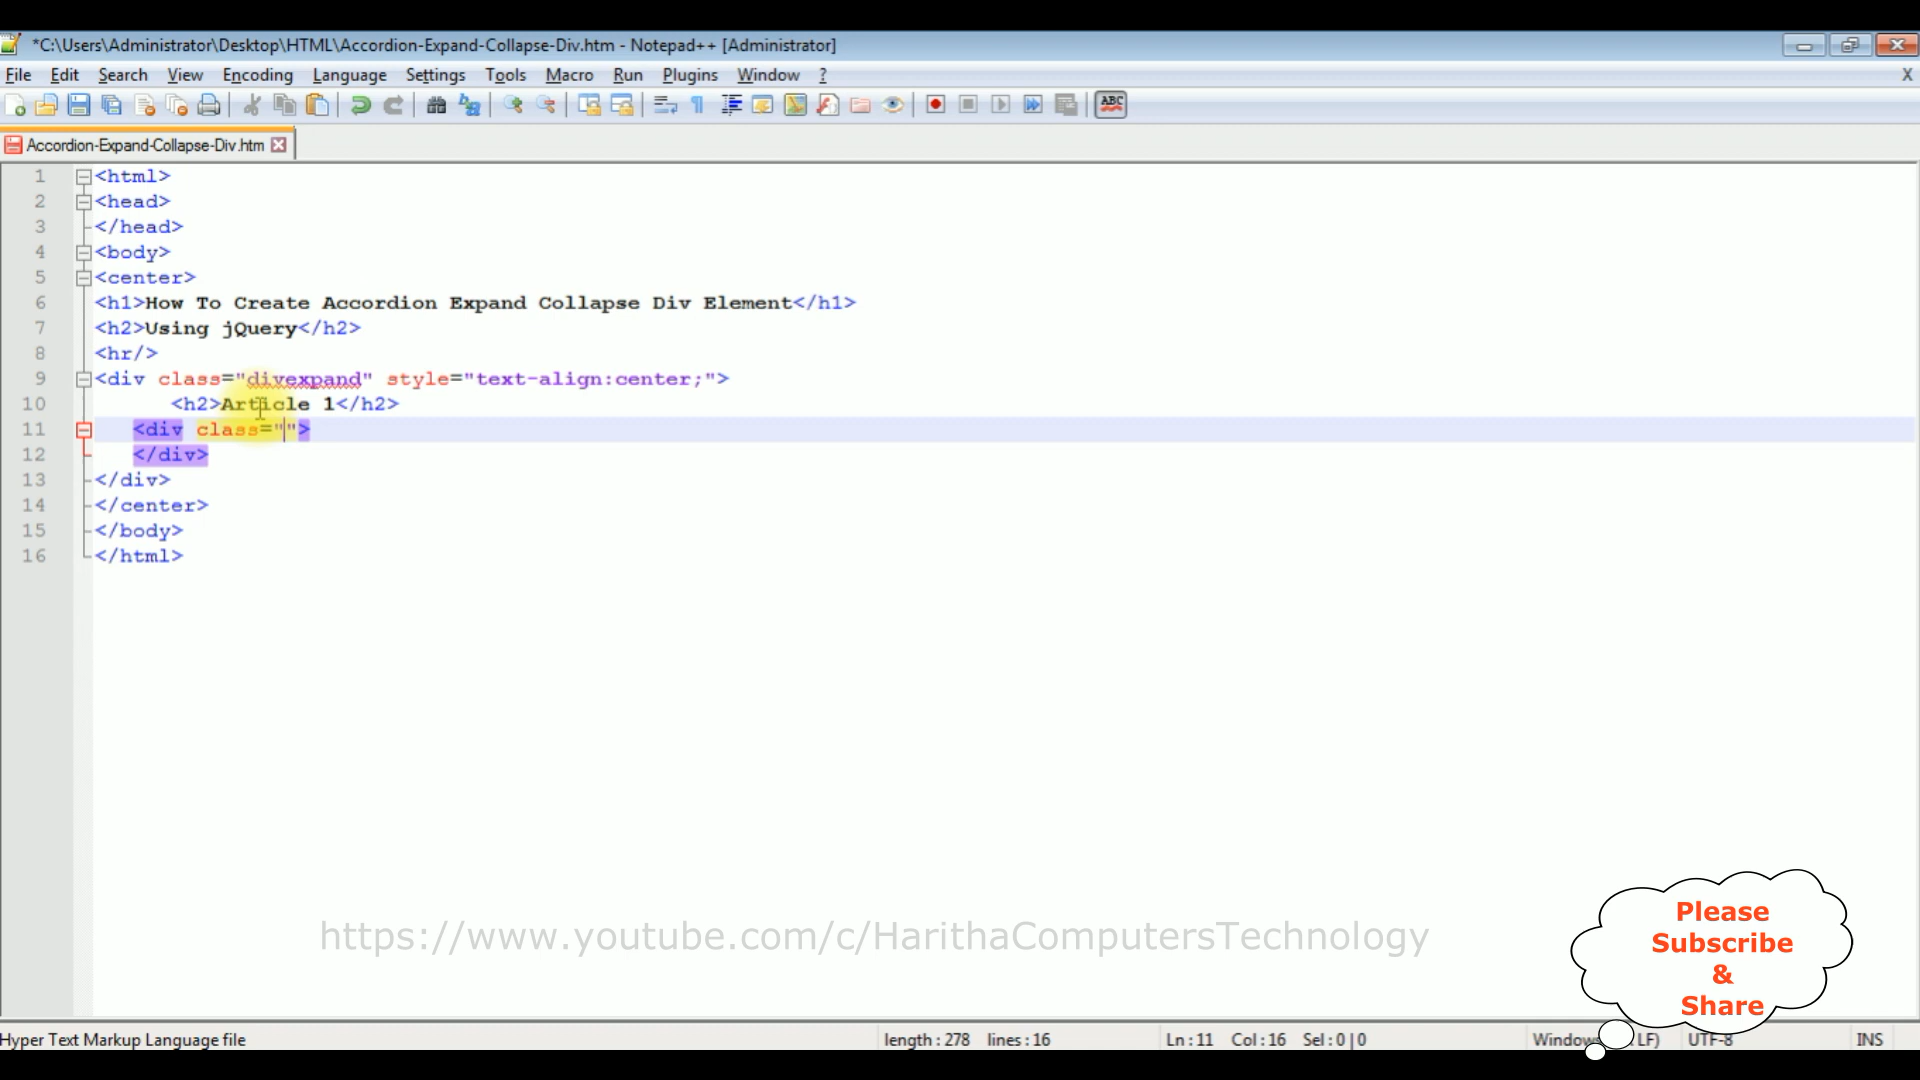 *C:\Users\Administrator\Desktop\HTML\Accordion-Expand-Collapse-Div.htm - Notepad++ [Administrator]
File Edit Search View Encoding Language Settings Tools Macro Run Plugins Window ? X
ABC
Accordion-Expand-Collapse-Div.htm
1 <html>
2 <head>
3 </head>
4 <body>
5 <center>
6 <h1>How To Create Accordion Expand Collapse Div Element</h1>
7 <h2>Using jQuery</h2>
8 <hr/>
9 <div class="divexpand" style="text-align:center;">
10 <h2>Article 1</h2>
11 <div class="">
12 </div>
13 </div>
14 </center>
15 </body>
16 </html>
https://www.youtube.com/c/HarithaComputersTechnology
Please
Subscribe
&
Share
Hyper Text Markup Language file length : 278 lines : 16 Ln : 11 Col : 16 Sel : 0 | 0 LF) UTF-8 INS